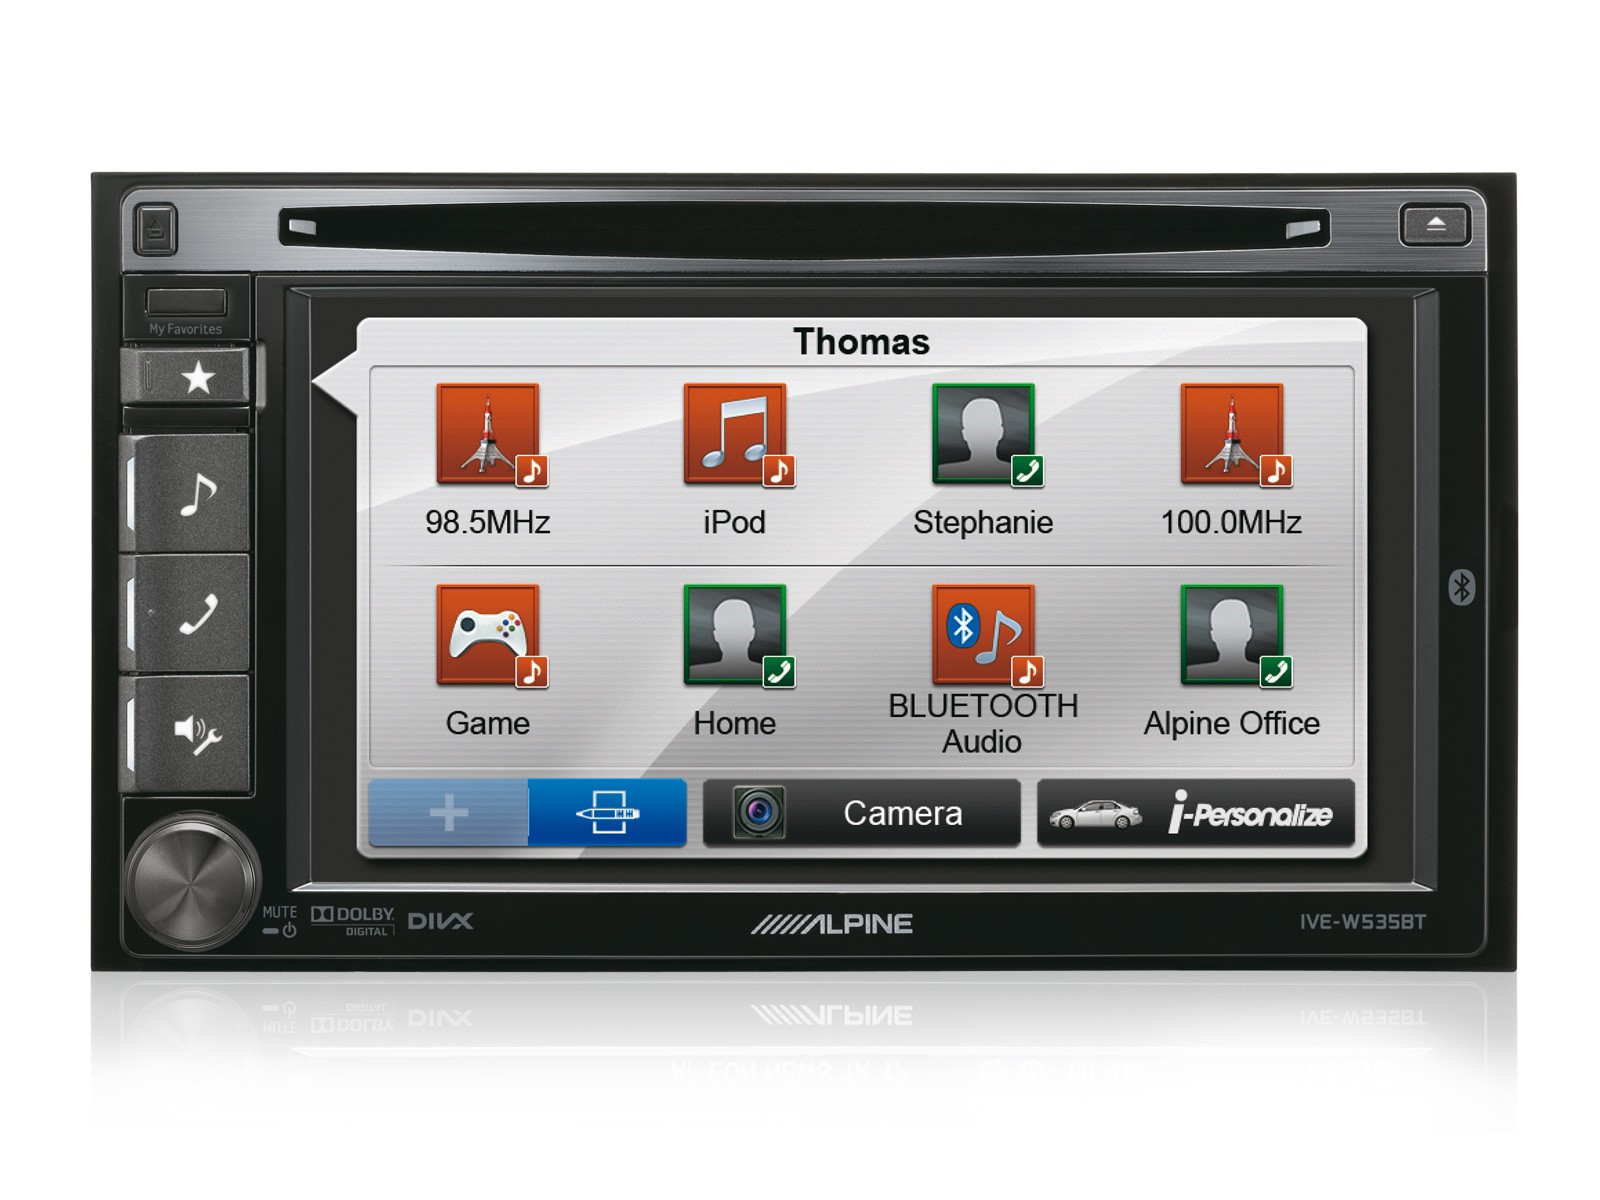 My Favorites
Thomas
98.5MHz
iPod
Stephanie
100.0MHz
Game
Home
BLUETOOTH
Audio
Alpine Office
Camera
i-Personalize
MUTE
DOLBY
DIGITAL
DIVX
ALPINE
IVE-W535BT